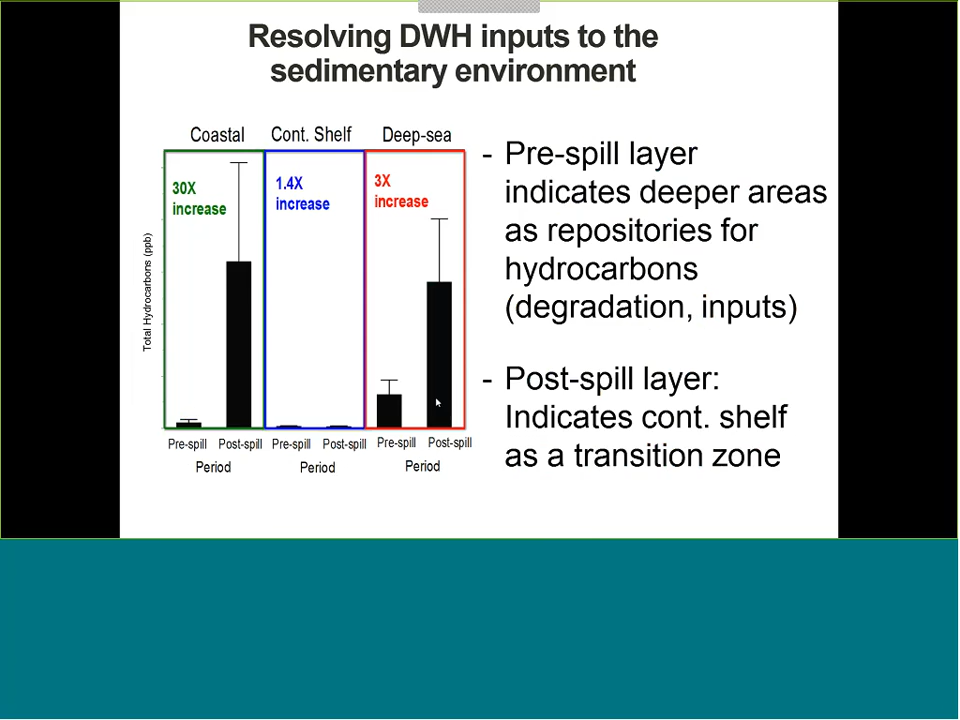 Resolving DWH inputs to the
sedimentary environment
Coastal
Cont. Shelf
Deep-sea
30X
increase
1.4X
increase
3X
increase
Total Hydrocarbons (ppb)
Pre-spill
Post-spill
Pre-spill
Post-spill
Pre-spill
Post-spill
Period
Period
Period
- Pre-spill layer
indicates deeper areas
as repositories for
hydrocarbons
(degradation, inputs)
- Post-spill layer:
Indicates cont. shelf
as a transition zone